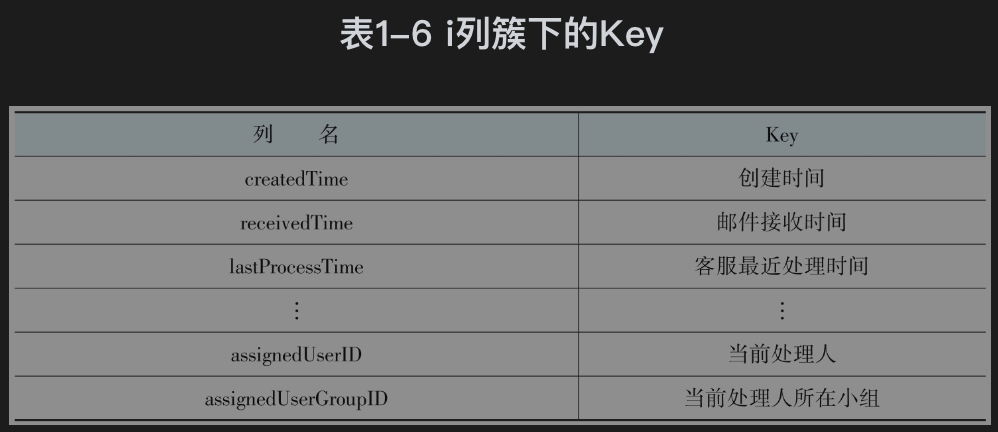 表1-6 i列簇下的Key
列 名 Key
createdTime 创建时间
receivedTime 邮件接收时间
lastProcessTime 客服最近处理时间
⋮ ⋮
assignedUserID 当前处理人
assignedUserGroupID 当前处理人所在小组